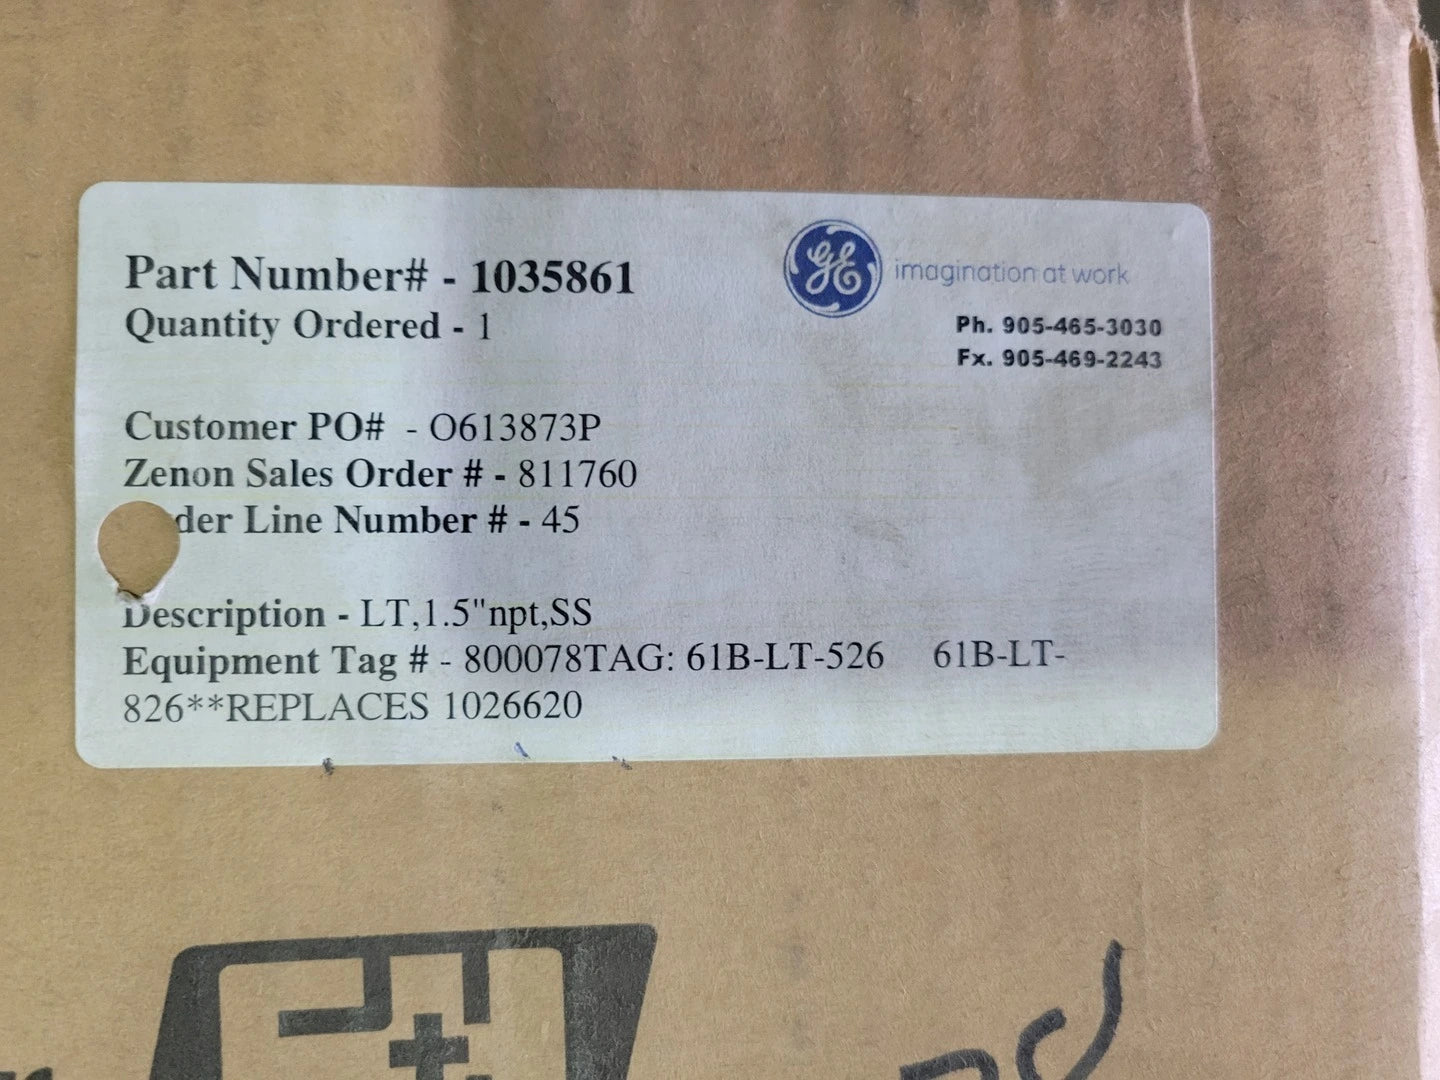 Part Number# - 1035861
Quantity Ordered - 1
GE imagination at work
Ph. 905-465-3030
Fx. 905-469-2243
Customer PO# - O613873P
Zenon Sales Order # - 811760
der Line Number # - 45
Description - LT,1.5"npt,SS
Equipment Tag # - 800078TAG: 61B-LT-526 61B-LT-
826**REPLACES 1026620